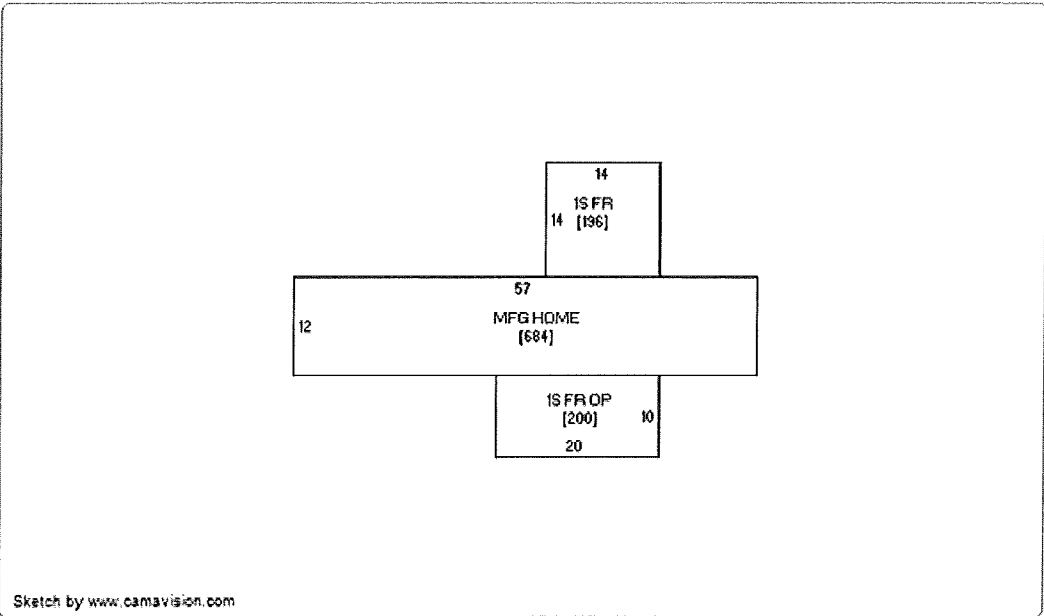 14
1S FR
14 [196]
57
MFG HOME
12
[684]
1S FR OP
[200] 10
20
Sketch by www.camavision.com